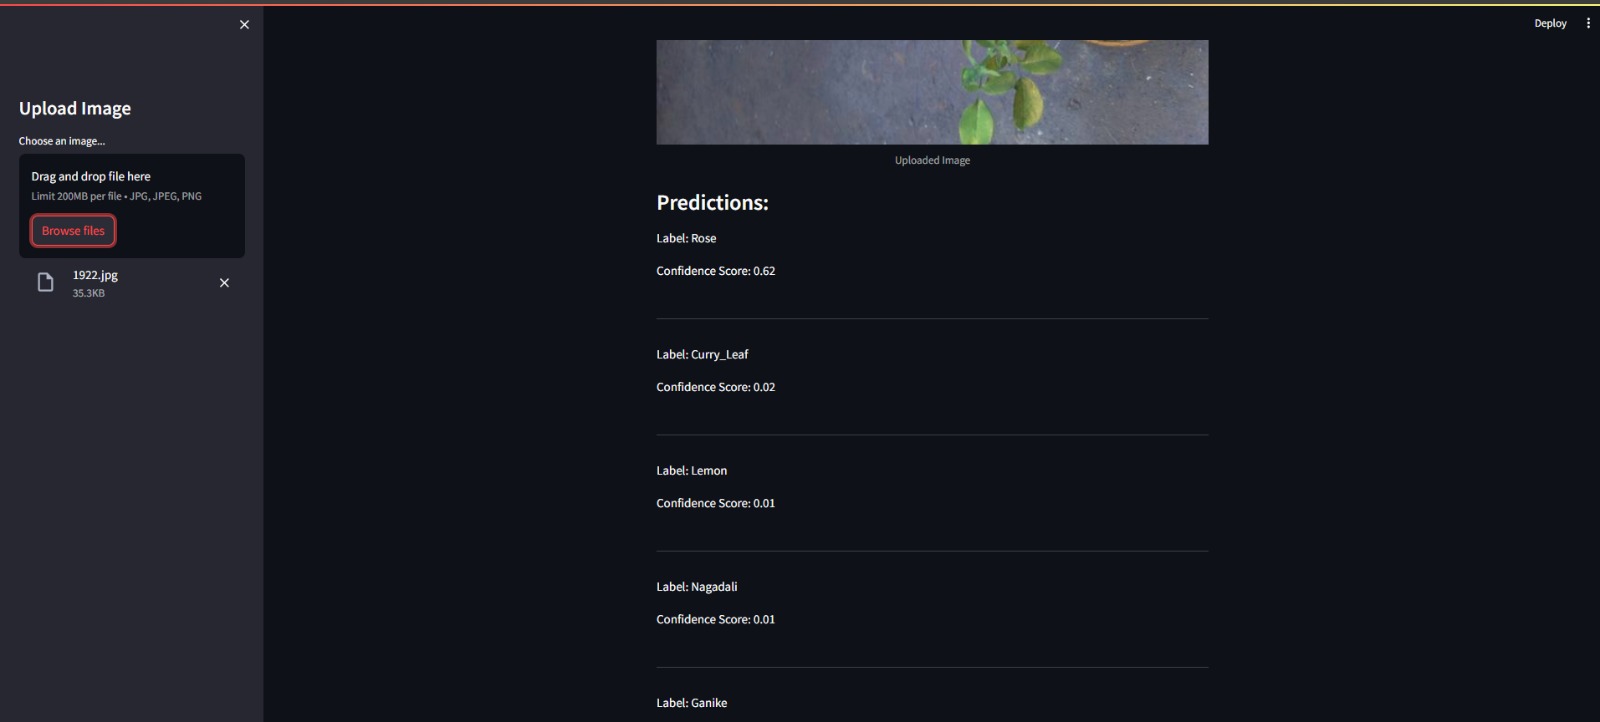 Deploy
Upload Image
Choose an image...
Drag and drop file here
Limit 200MB per file • JPG, JPEG, PNG
Browse files
1922.jpg
35.3KB
Uploaded Image
Predictions:
Label: Rose
Confidence Score: 0.62
Label: Curry_Leaf
Confidence Score: 0.02
Label: Lemon
Confidence Score: 0.01
Label: Nagadali
Confidence Score: 0.01
Label: Ganike